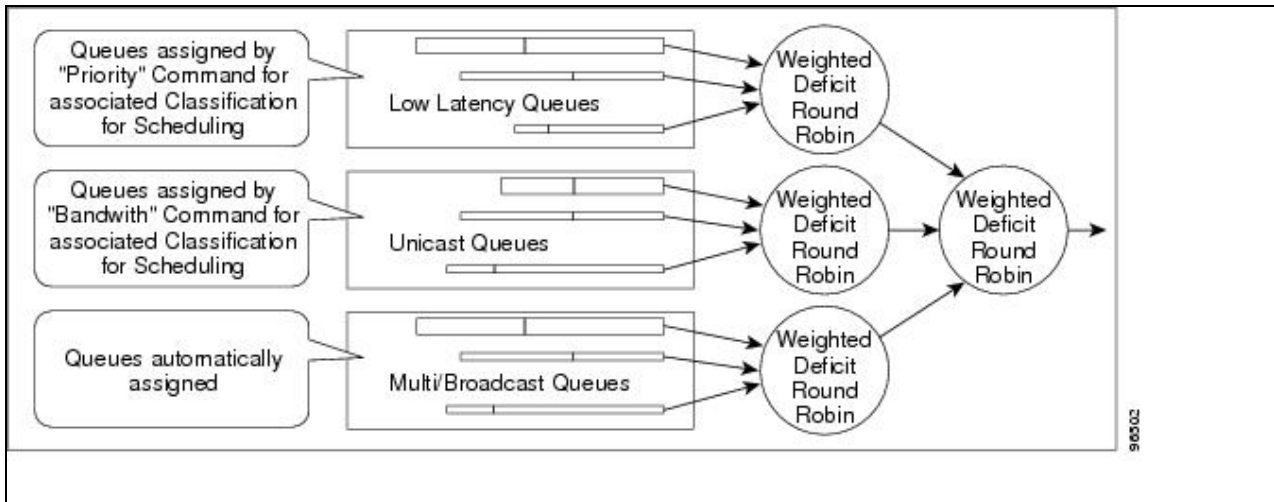 Queues assigned by
"Priority" Command for
associated Classification
for Scheduling
Low Latency Queues
Weighted
Deficit
Round
Robin
Queues assigned by
"Bandwith" Command for
associated Classification
for Scheduling
Unicast Queues
Weighted
Deficit
Round
Robin
Weighted
Deficit
Round
Robin
Queues automatically
assigned
Multi/Broadcast Queues
Weighted
Deficit
Round
Robin
96502